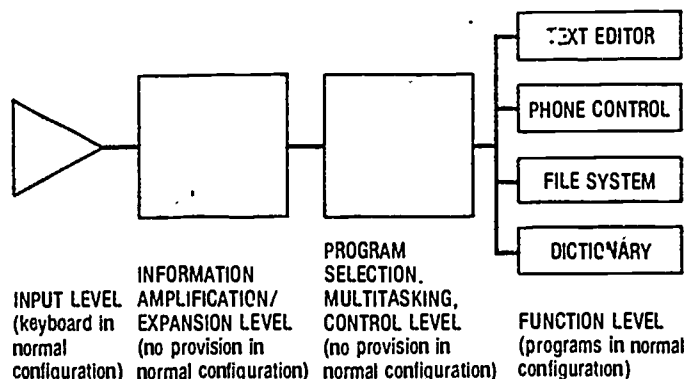 TEXT EDITOR
PHONE CONTROL
FILE SYSTEM
DICTIONARY
INPUT LEVEL
(keyboard in
normal
configuration)
INFORMATION
AMPLIFICATION/
EXPANSION LEVEL
(no provision in
normal configuration)
PROGRAM
SELECTION.
MULTITASKING,
CONTROL LEVEL
(no provision in
normal configuration)
FUNCTION LEVEL
(programs in normal
configuration)